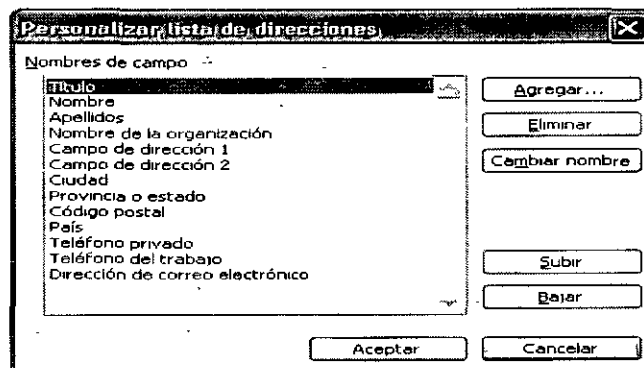 Personalizar lista de direcciones
Nombres de campo
Título
Nombre
Apellidos
Nombre de la organización
Campo de dirección 1
Campo de dirección 2
Ciudad
Provincia o estado
Código postal
País
Teléfono privado
Teléfono del trabajo
Dirección de correo electrónico
Agregar...
Eliminar
Cambiar nombre
Subir
Bajar
Aceptar
Cancelar